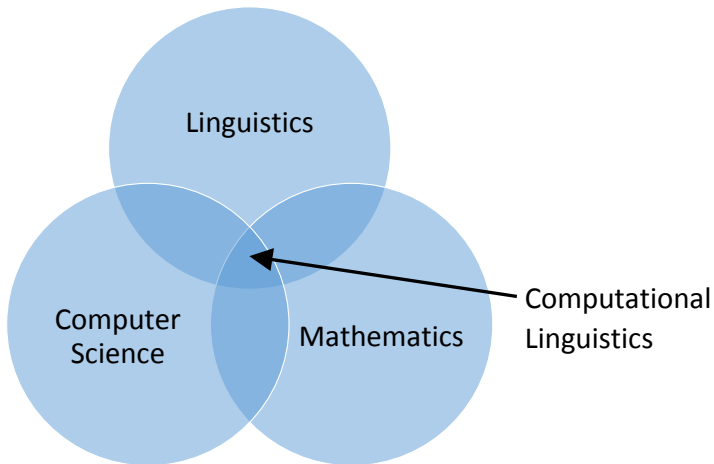 Linguistics
Computer
Science
Mathematics
Computational
Linguistics